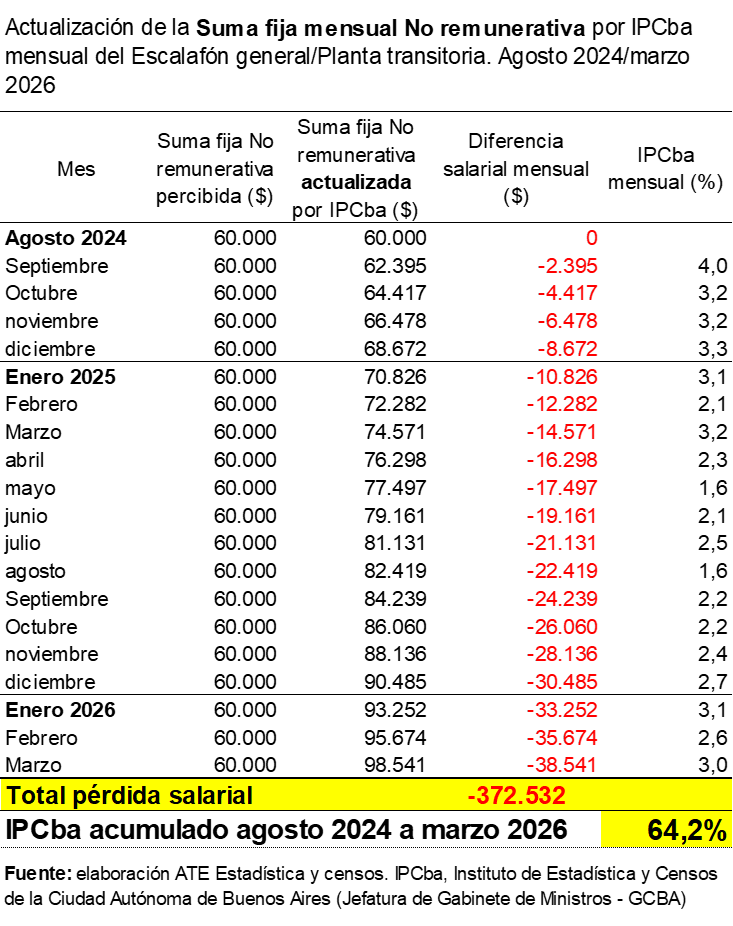 Actualización de la Suma fija mensual No remunerativa por IPCba
mensual del Escalafón general/Planta transitoria. Agosto 2024/marzo
2026
Mes | Suma fija No remunerativa percibida ($) | Suma fija No remunerativa actualizada por IPCba ($) | Diferencia salarial mensual ($) | IPCba mensual (%)
Agosto 2024 60.000 60.000 0
Septiembre 60.000 62.395 -2.395 4,0
Octubre 60.000 64.417 -4.417 3,2
noviembre 60.000 66.478 -6.478 3,2
diciembre 60.000 68.672 -8.672 3,3
Enero 2025 60.000 70.826 -10.826 3,1
Febrero 60.000 72.282 -12.282 2,1
Marzo 60.000 74.571 -14.571 3,2
abril 60.000 76.298 -16.298 2,3
mayo 60.000 77.497 -17.497 1,6
junio 60.000 79.161 -19.161 2,1
julio 60.000 81.131 -21.131 2,5
agosto 60.000 82.419 -22.419 1,6
Septiembre 60.000 84.239 -24.239 2,2
Octubre 60.000 86.060 -26.060 2,2
noviembre 60.000 88.136 -28.136 2,4
diciembre 60.000 90.485 -30.485 2,7
Enero 2026 60.000 93.252 -33.252 3,1
Febrero 60.000 95.674 -35.674 2,6
Marzo 60.000 98.541 -38.541 3,0
Total pérdida salarial -372.532
IPCba acumulado agosto 2024 a marzo 2026 64,2%
Fuente: elaboración ATE Estadística y censos. IPCba, Instituto de Estadística y Censos
de la Ciudad Autónoma de Buenos Aires (Jefatura de Gabinete de Ministros - GCBA)